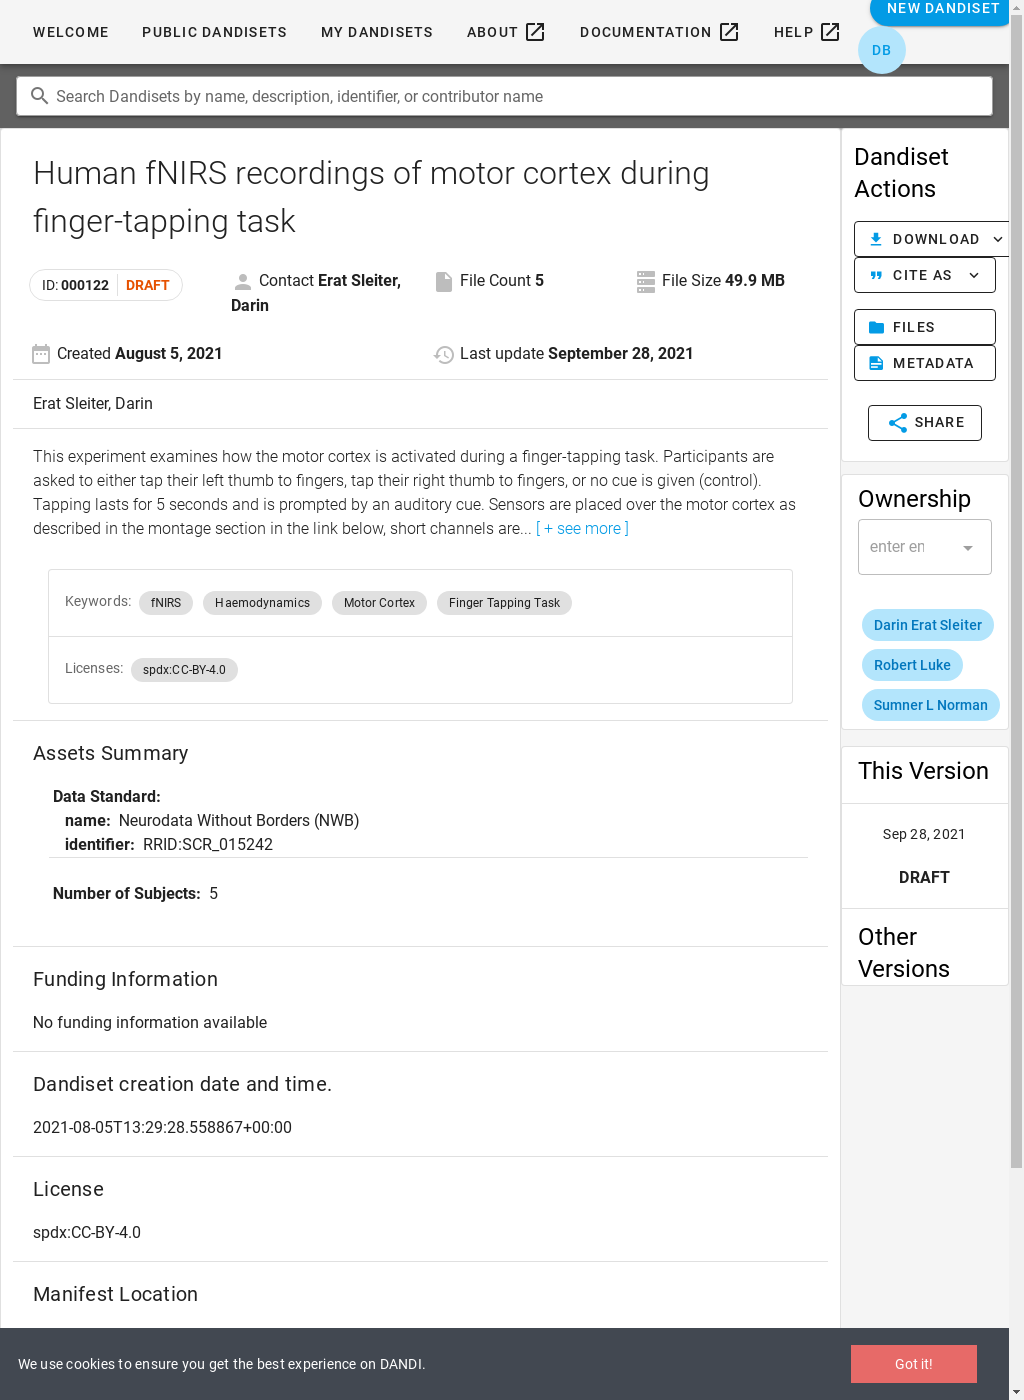 WELCOME PUBLIC DANDISETS MY DANDISETS ABOUT DOCUMENTATION HELP NEW DANDISET
DB
Search Dandisets by name, description, identifier, or contributor name
Human fNIRS recordings of motor cortex during
finger-tapping task
ID: 000122 DRAFT
Contact Erat Sleiter,
Darin
File Count 5
File Size 49.9 MB
Created August 5, 2021
Last update September 28, 2021
Erat Sleiter, Darin
This experiment examines how the motor cortex is activated during a finger-tapping task. Participants are
asked to either tap their left thumb to fingers, tap their right thumb to fingers, or no cue is given (control).
Tapping lasts for 5 seconds and is prompted by an auditory cue. Sensors are placed over the motor cortex as
described in the montage section in the link below, short channels are... [ + see more ]
Keywords: fNIRS Haemodynamics Motor Cortex Finger Tapping Task
Licenses: spdx:CC-BY-4.0
Assets Summary
Data Standard:
name: Neurodata Without Borders (NWB)
identifier: RRID:SCR_015242
Number of Subjects: 5
Funding Information
No funding information available
Dandiset creation date and time.
2021-08-05T13:29:28.558867+00:00
License
spdx:CC-BY-4.0
Manifest Location
Dandiset
Actions
DOWNLOAD
CITE AS
FILES
METADATA
SHARE
Ownership
enter en
Darin Erat Sleiter
Robert Luke
Sumner L Norman
This Version
Sep 28, 2021
DRAFT
Other
Versions
We use cookies to ensure you get the best experience on DANDI.
Got it!